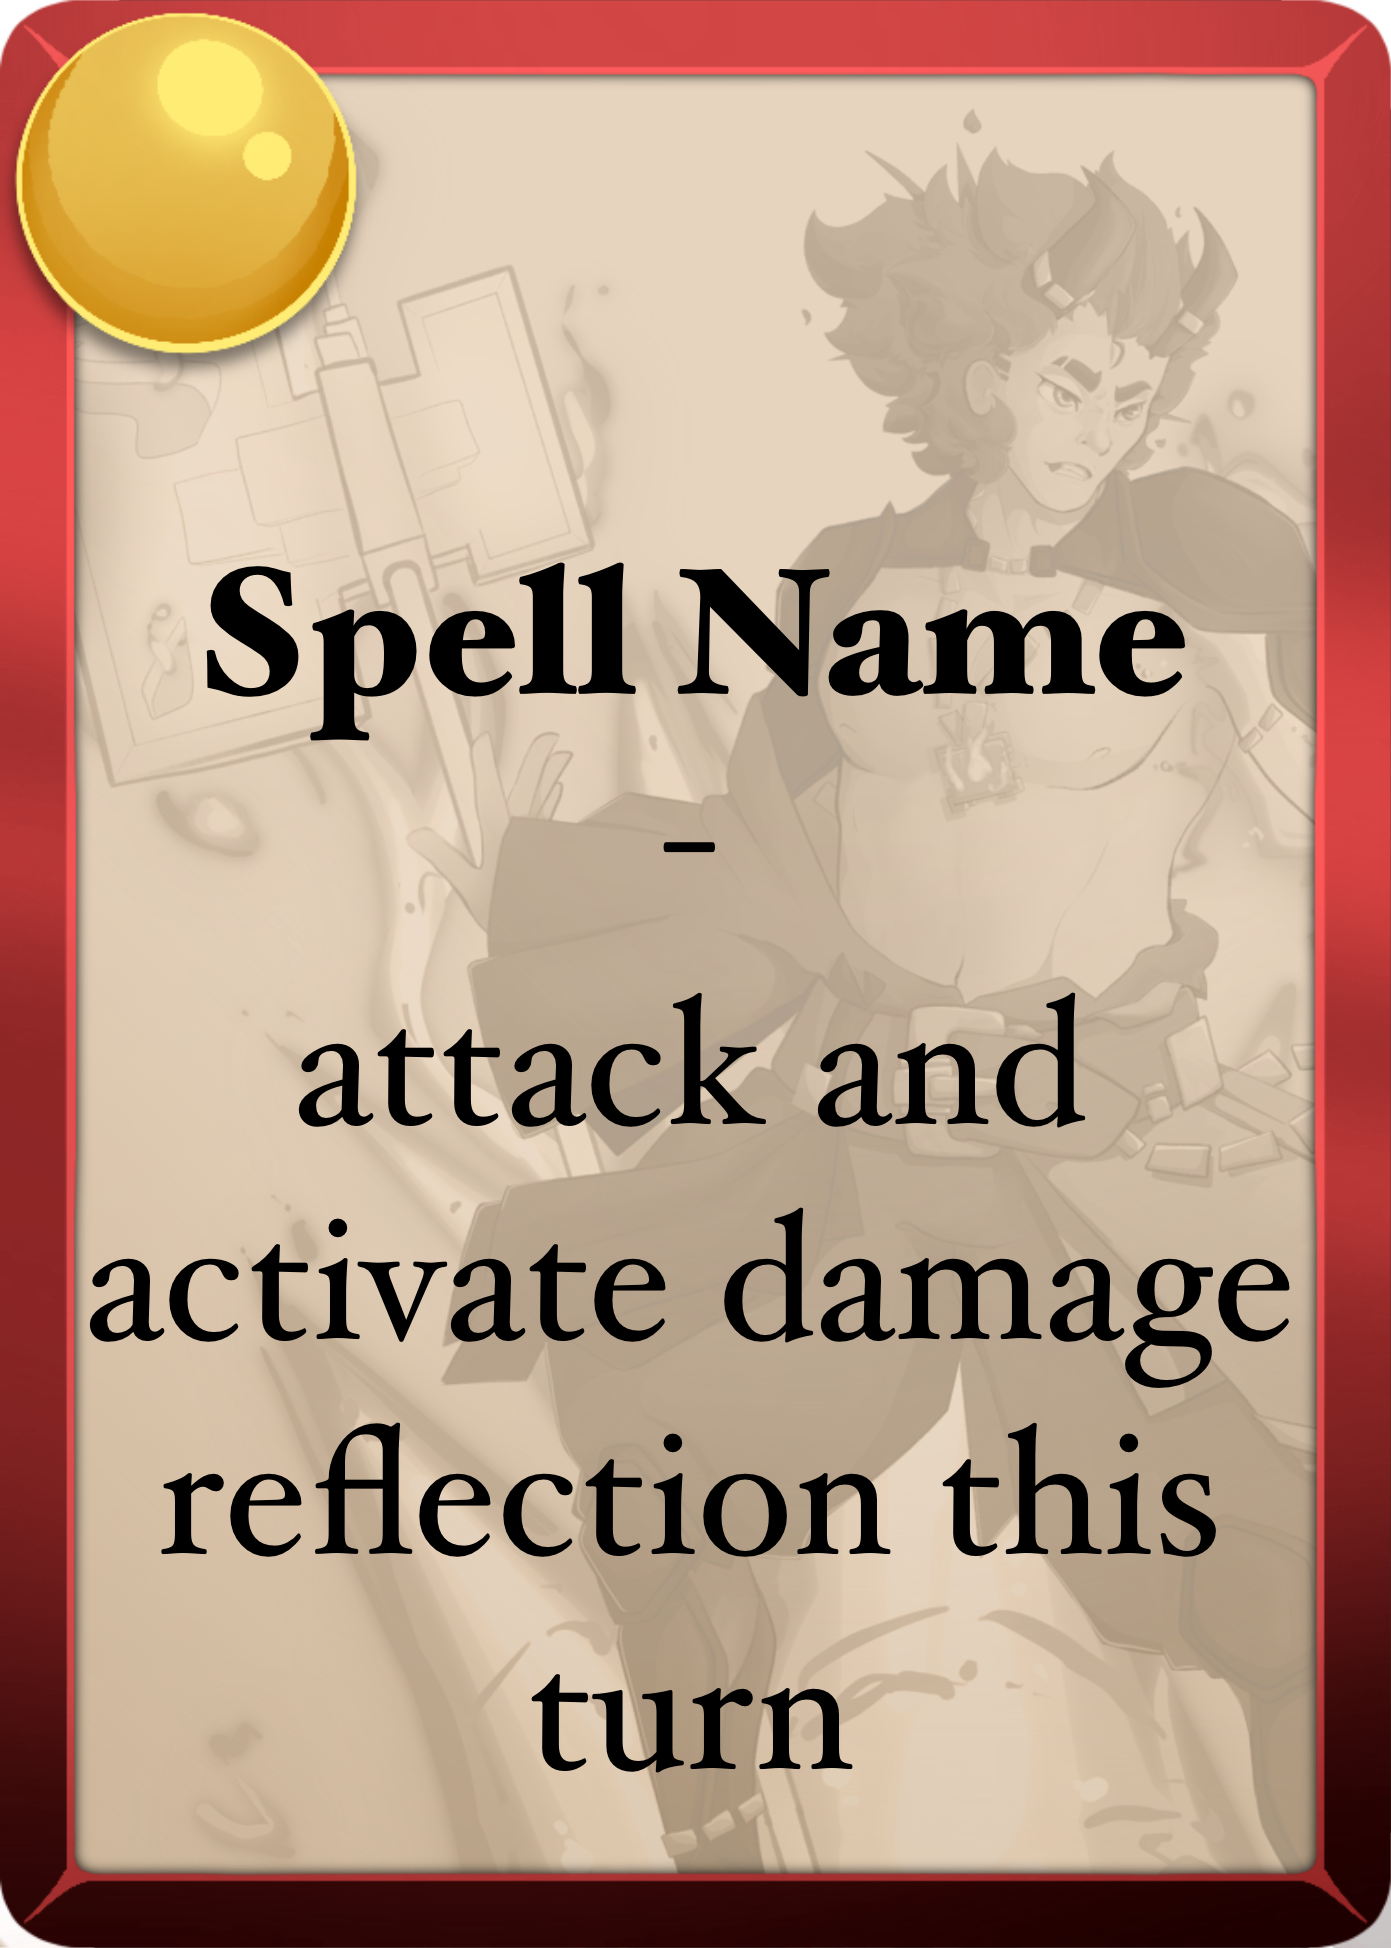 Spell Name
–
attack and
activate damage
reflection this
turn